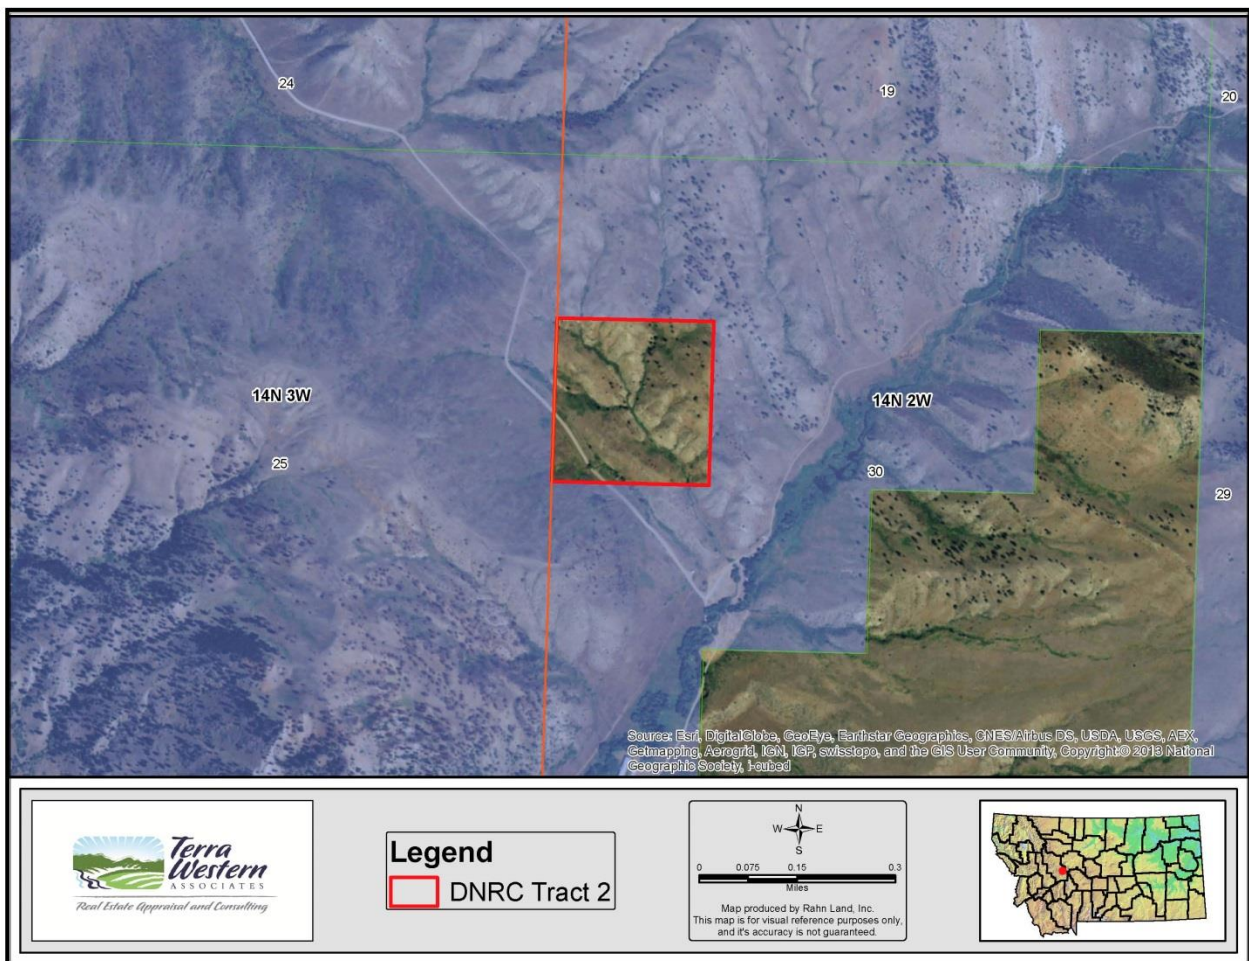 24
19
20
14N 3W
14N 2W
25
30
29
Source: Esri, DigitalGlobe, GeoEye, Earthstar Geographics, CNES/Airbus DS, USDA, USGS, AEX,
Getmapping, Aerogrid, IGN, IGP, swisstopo, and the GIS User Community, Copyright:© 2013 National
Geographic Society, i-cubed
Terra
Western
ASSOCIATES
Real Estate Appraisal and Consulting
Legend
DNRC Tract 2
N
W E
S
0 0.075 0.15 0.3
Miles
Map produced by Rahn Land, Inc.
This map is for visual reference purposes only,
and it's accuracy is not guaranteed.